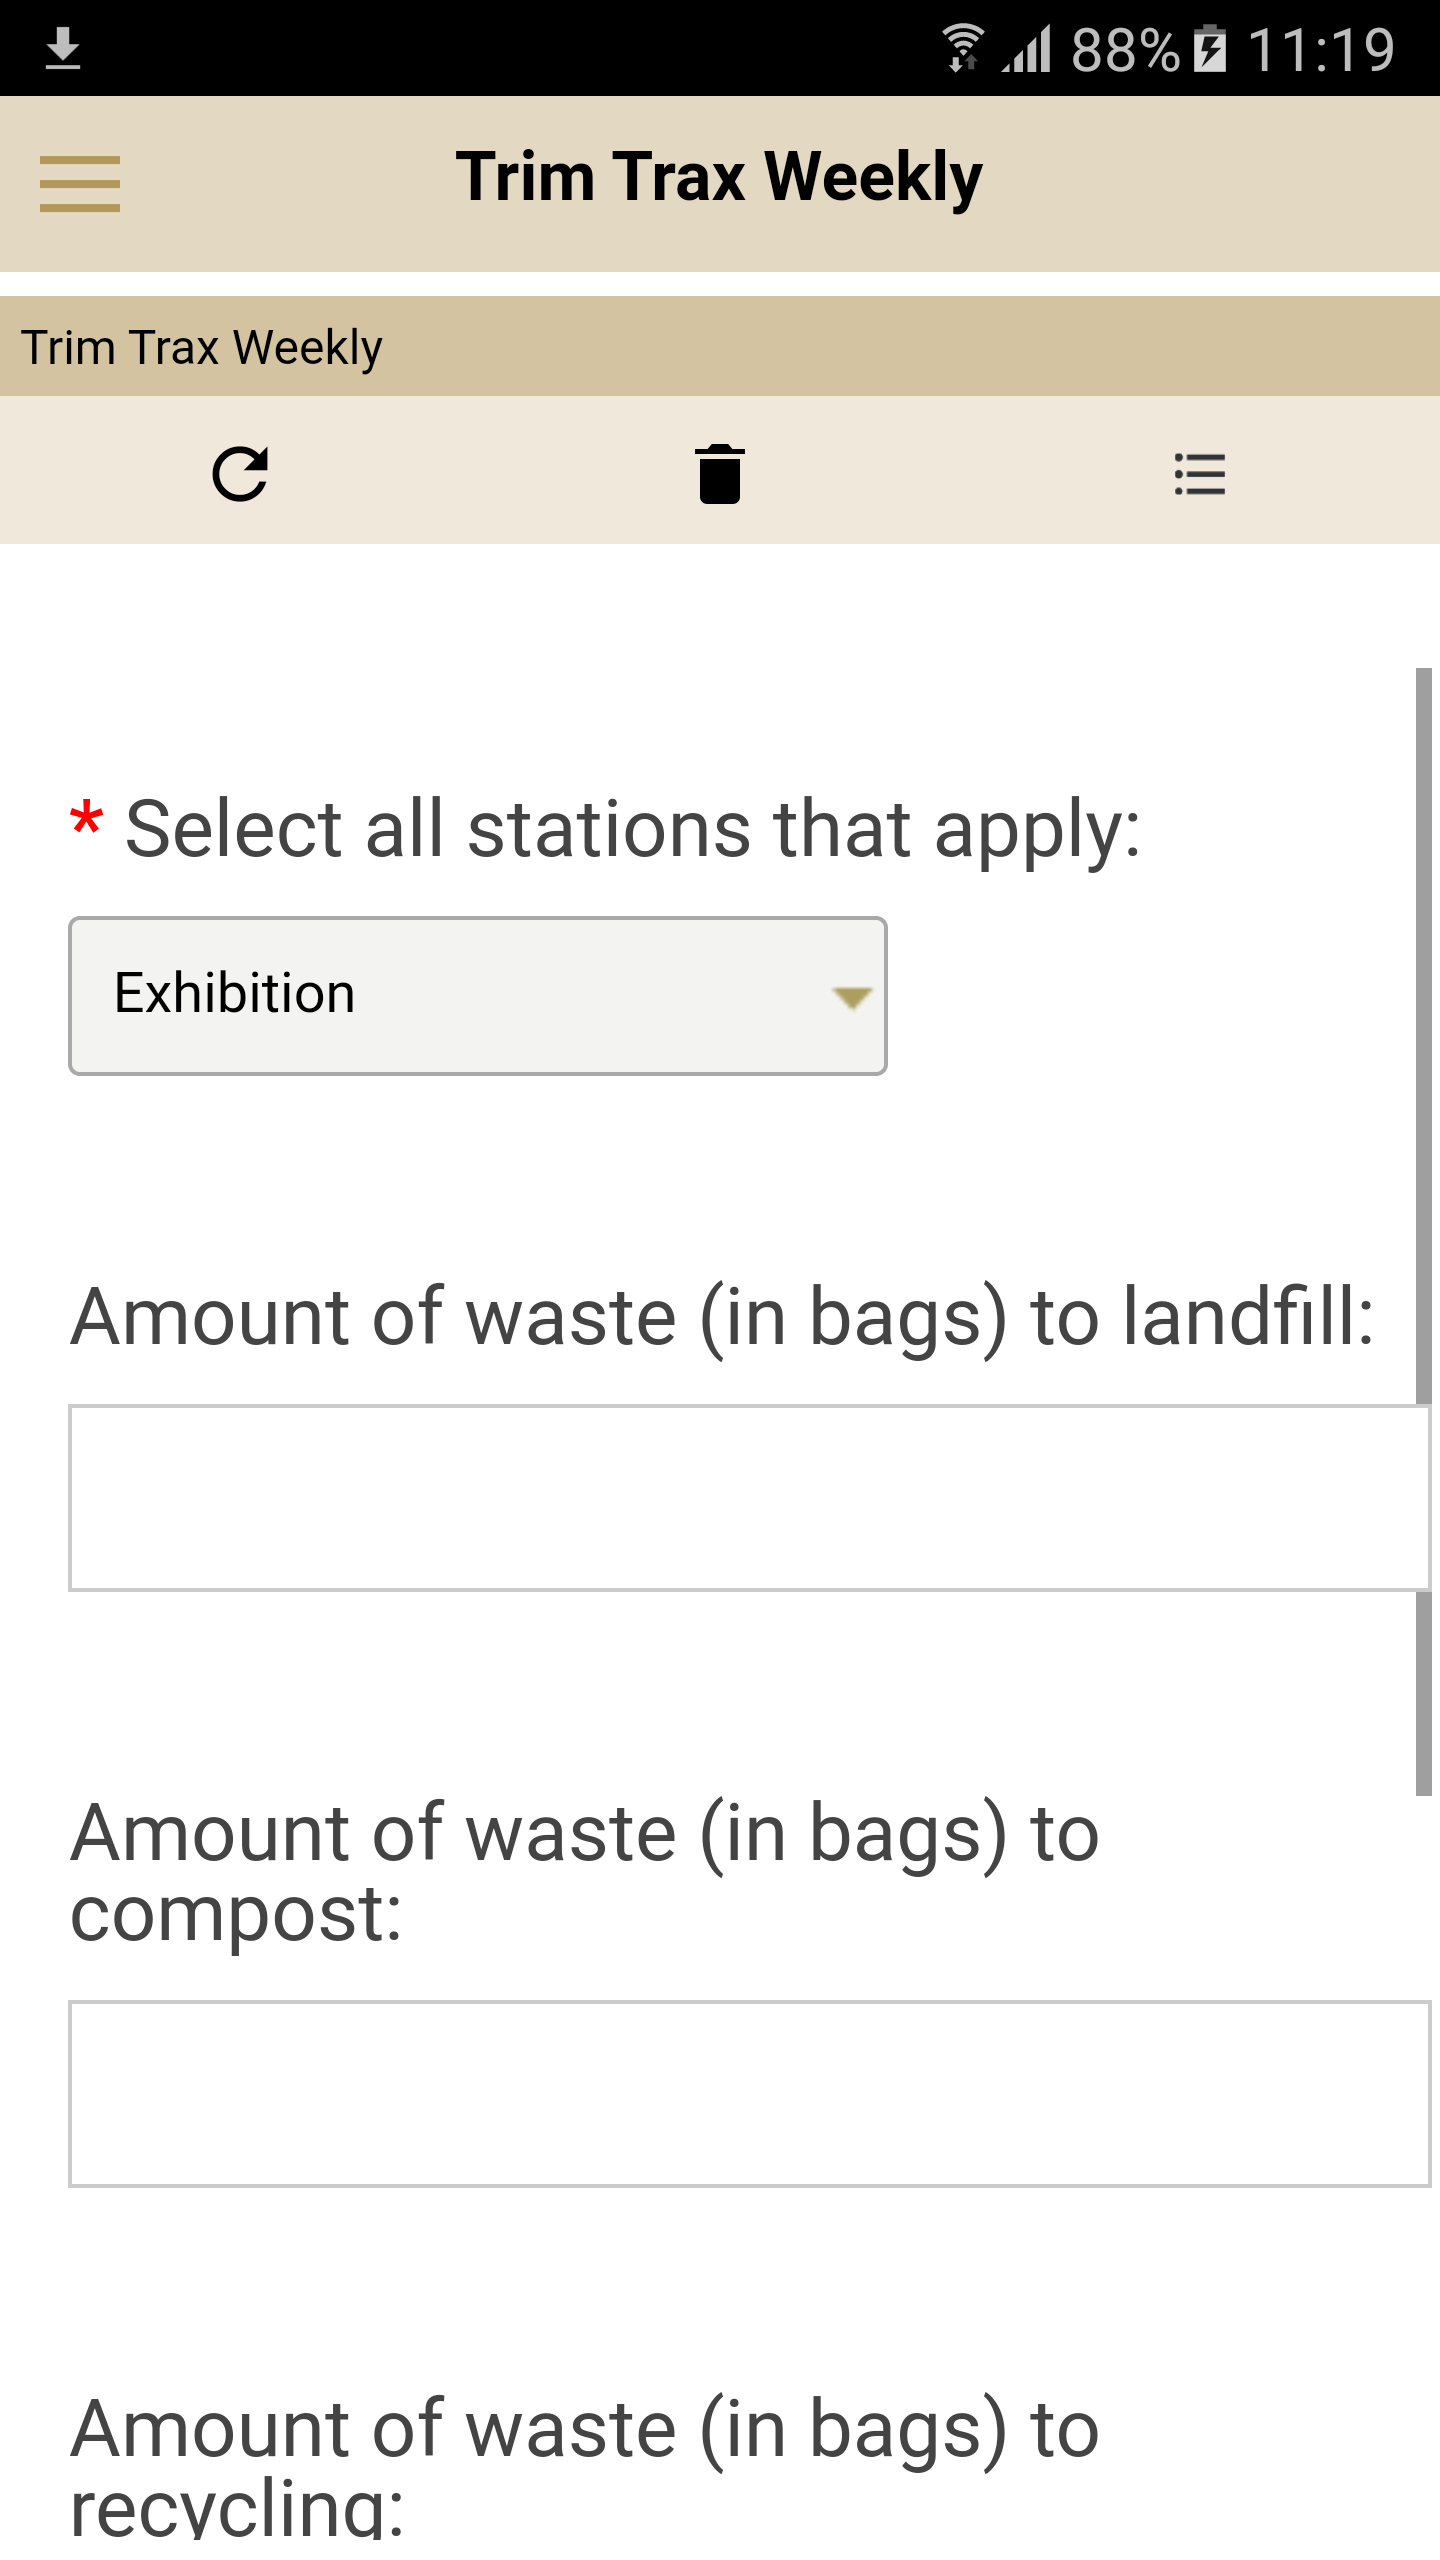 88% 11:19
Trim Trax Weekly
Trim Trax Weekly
* Select all stations that apply:
Exhibition
Amount of waste (in bags) to landfill:
Amount of waste (in bags) to
compost:
Amount of waste (in bags) to
recycling: